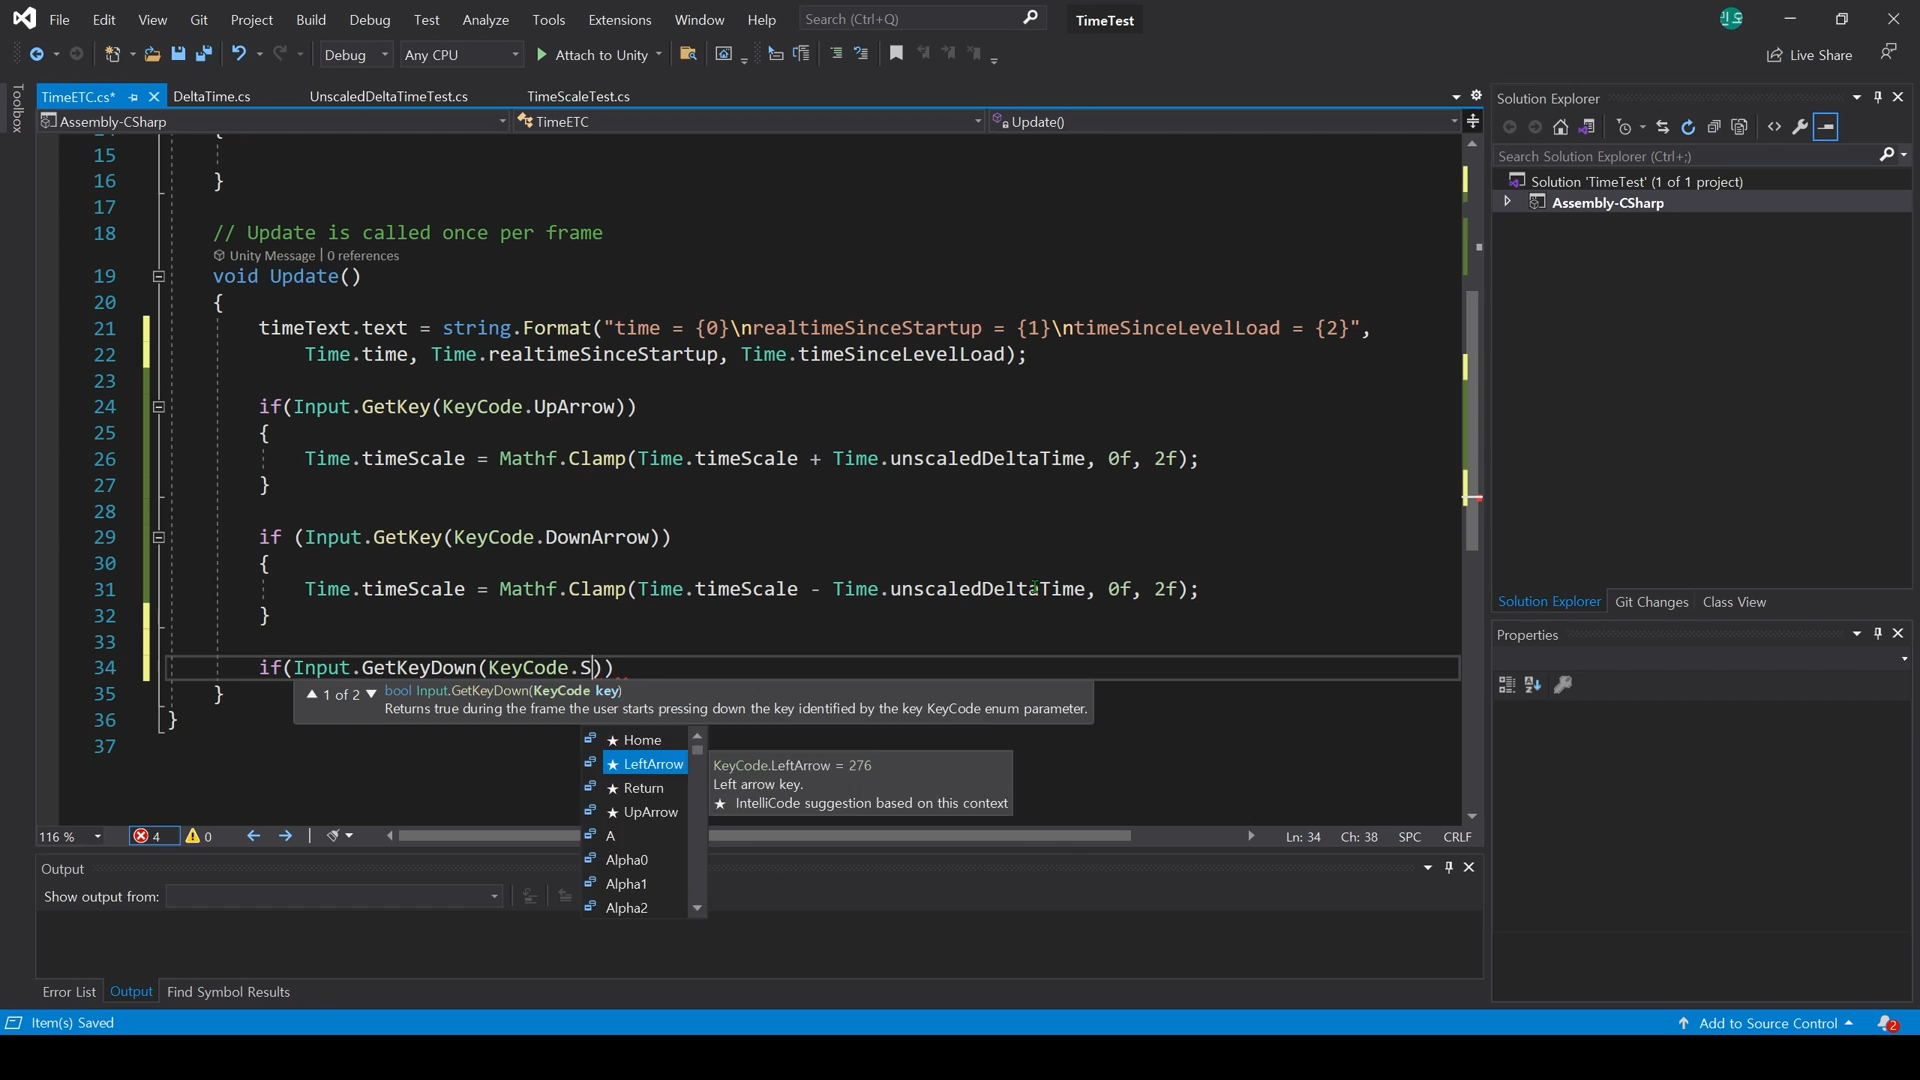 File Edit View Git Project Build Debug Test Analyze Tools Extensions Window Help Search (Ctrl+Q) TimeTest
Debug Any CPU Attach to Unity Live Share
TimeETC.cs* DeltaTime.cs UnscaledDeltaTimeTest.cs TimeScaleTest.cs
Assembly-CSharp TimeETC Update()
15
16 }
17
18 // Update is called once per frame
Unity Message | 0 references
19 void Update()
20 {
21 timeText.text = string.Format("time = {0}\nrealtimeSinceStartup = {1}\ntimeSinceLevelLoad = {2}",
22 Time.time, Time.realtimeSinceStartup, Time.timeSinceLevelLoad);
23
24 if(Input.GetKey(KeyCode.UpArrow))
25 {
26 Time.timeScale = Mathf.Clamp(Time.timeScale + Time.unscaledDeltaTime, 0f, 2f);
27 }
28
29 if (Input.GetKey(KeyCode.DownArrow))
30 {
31 Time.timeScale = Mathf.Clamp(Time.timeScale - Time.unscaledDeltaTime, 0f, 2f);
32 }
33
34 if(Input.GetKeyDown(KeyCode.S))
35 }
36 }
37
1 of 2 bool Input.GetKeyDown(KeyCode key)
Returns true during the frame the user starts pressing down the key identified by the key KeyCode enum parameter.
★ Home
★ LeftArrow
★ Return
★ UpArrow
A
Alpha0
Alpha1
Alpha2
KeyCode.LeftArrow = 276
Left arrow key.
★ IntelliCode suggestion based on this context
116 % 4 0 Ln: 34 Ch: 38 SPC CRLF
Output
Show output from:
Error List Output Find Symbol Results
Item(s) Saved Add to Source Control 2
Toolbox
Solution Explorer
Search Solution Explorer (Ctrl+;)
Solution 'TimeTest' (1 of 1 project)
Assembly-CSharp
Solution Explorer Git Changes Class View
Properties